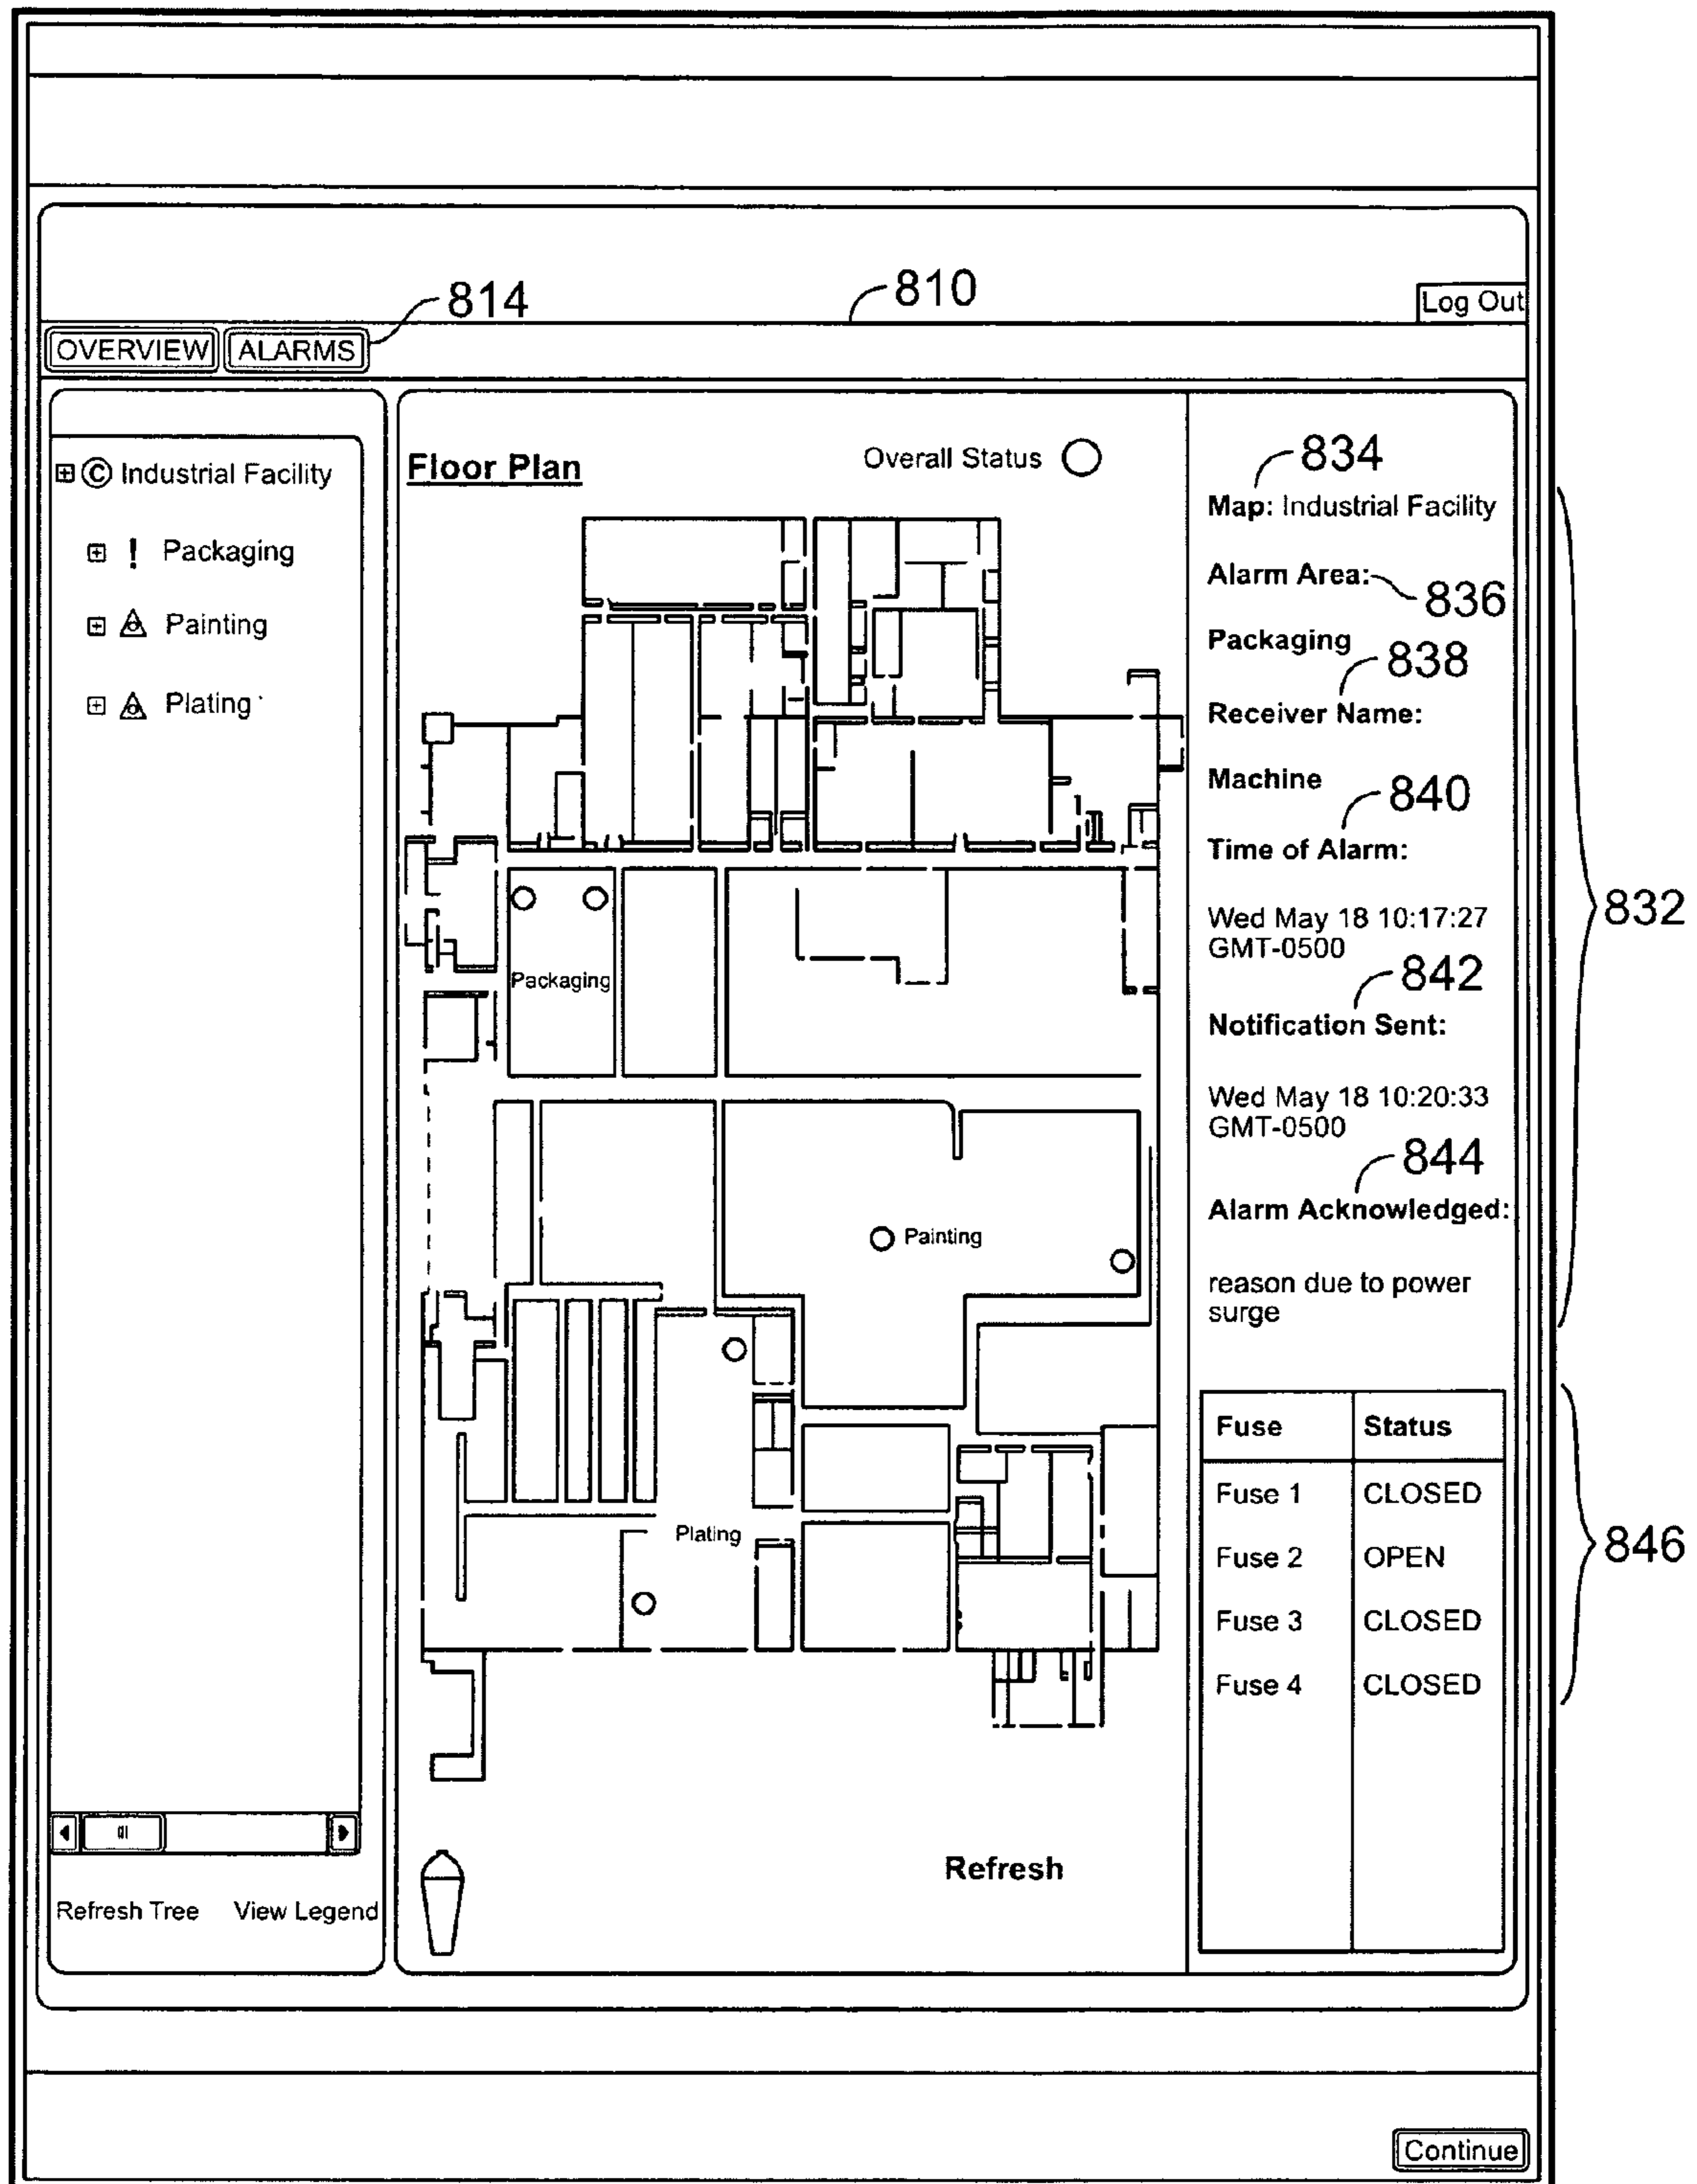 814
810
Log Out
OVERVIEW
ALARMS
Industrial Facility
! Packaging
Painting
Plating
Floor Plan
Overall Status
Packaging
Painting
Plating
Refresh
Refresh Tree
View Legend
834
Map: Industrial Facility
Alarm Area:
836
Packaging
838
Receiver Name:
Machine
840
Time of Alarm:
Wed May 18 10:17:27
GMT-0500
842
Notification Sent:
Wed May 18 10:20:33
GMT-0500
844
Alarm Acknowledged:
reason due to power
surge
832
Fuse Status
Fuse 1 CLOSED
Fuse 2 OPEN
Fuse 3 CLOSED
Fuse 4 CLOSED
846
Continue